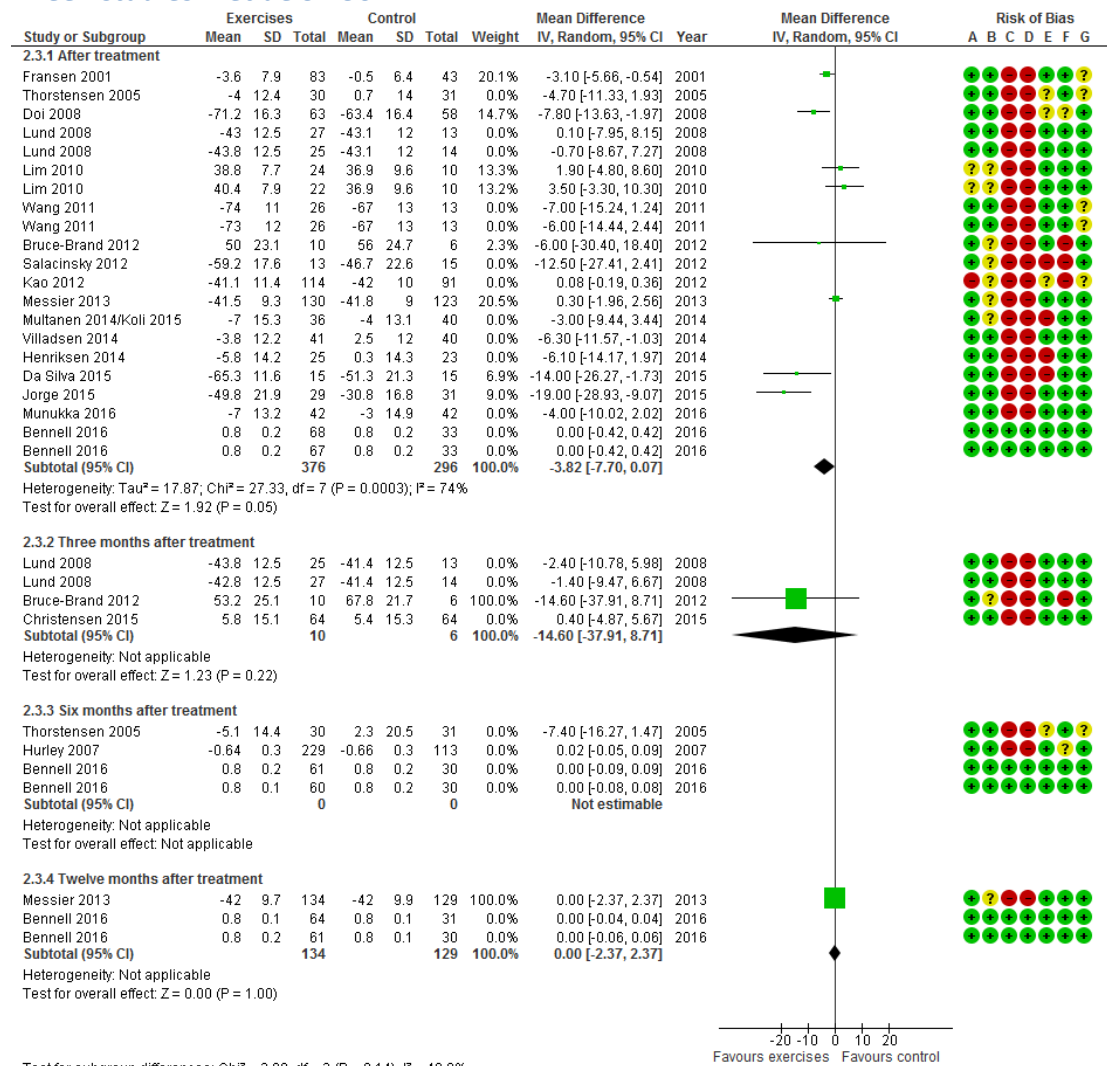 Exercises Control Mean Difference Mean Difference Risk of Bias
Study or Subgroup Mean SD Total Mean SD Total Weight IV, Random, 95% CI Year IV, Random, 95% CI A B C D E F G
2.3.1 After treatment
Fransen 2001 -3.6 7.9 83 -0.5 6.4 43 20.1% -3.10 [-5.66, -0.54] 2001 + + - - + + ?
Thorstensen 2005 -4 12.4 30 0.7 14 31 0.0% -4.70 [-11.33, 1.93] 2005 + + - - ? + ?
Doi 2008 -71.2 16.3 63 -63.4 16.4 58 14.7% -7.80 [-13.63, -1.97] 2008 + + - - ? ? +
Lund 2008 -43 12.5 27 -43.1 12 13 0.0% 0.10 [-7.95, 8.15] 2008 + + - - + + +
Lund 2008 -43.8 12.5 25 -43.1 12 14 0.0% -0.70 [-8.67, 7.27] 2008 + + - - + + +
Lim 2010 38.8 7.7 24 36.9 9.6 10 13.3% 1.90 [-4.80, 8.60] 2010 ? ? - - + + +
Lim 2010 40.4 7.9 22 36.9 9.6 10 13.2% 3.50 [-3.30, 10.30] 2010 ? ? - - + + +
Wang 2011 -74 11 26 -67 13 13 0.0% -7.00 [-15.24, 1.24] 2011 + + - - + + ?
Wang 2011 -73 12 26 -67 13 13 0.0% -6.00 [-14.44, 2.44] 2011 + + - - + + ?
Bruce-Brand 2012 50 23.1 10 56 24.7 6 2.3% -6.00 [-30.40, 18.40] 2012 + ? - - + - +
Salacinsky 2012 -59.2 17.6 13 -46.7 22.6 15 0.0% -12.50 [-27.41, 2.41] 2012 + ? - - - - +
Kao 2012 -41.1 11.4 114 -42 10 91 0.0% 0.08 [-0.19, 0.36] 2012 - ? - - ? - ?
Messier 2013 -41.5 9.3 130 -41.8 9 123 20.5% 0.30 [-1.96, 2.56] 2013 + ? - - + + +
Multanen 2014/Koli 2015 -7 15.3 36 -4 13.1 40 0.0% -3.00 [-9.44, 3.44] 2014 + ? - - - + +
Villadsen 2014 -3.8 12.2 41 2.5 12 40 0.0% -6.30 [-11.57, -1.03] 2014 + + - - + + +
Henriksen 2014 -5.8 14.2 25 0.3 14.3 23 0.0% -6.10 [-14.17, 1.97] 2014 + + - - - + +
Da Silva 2015 -65.3 11.6 15 -51.3 21.3 15 6.9% -14.00 [-26.27, -1.73] 2015 + + - - - + +
Jorge 2015 -49.8 21.9 29 -30.8 16.8 31 9.0% -19.00 [-28.93, -9.07] 2015 + + - - + + +
Munukka 2016 -7 13.2 42 -3 14.9 42 0.0% -4.00 [-10.02, 2.02] 2016 + + - - + + +
Bennell 2016 0.8 0.2 68 0.8 0.2 33 0.0% 0.00 [-0.42, 0.42] 2016 + + + + + + +
Bennell 2016 0.8 0.2 67 0.8 0.2 33 0.0% 0.00 [-0.42, 0.42] 2016 + + + + + + +
Subtotal (95% CI) 376 296 100.0% -3.82 [-7.70, 0.07]
Heterogeneity: Tau² = 17.87; Chi² = 27.33, df = 7 (P = 0.0003); I² = 74%
Test for overall effect: Z = 1.92 (P = 0.05)
2.3.2 Three months after treatment
Lund 2008 -43.8 12.5 25 -41.4 12.5 13 0.0% -2.40 [-10.78, 5.98] 2008 + + - - + + +
Lund 2008 -42.8 12.5 27 -41.4 12.5 14 0.0% -1.40 [-9.47, 6.67] 2008 + + - - + + +
Bruce-Brand 2012 53.2 25.1 10 67.8 21.7 6 100.0% -14.60 [-37.91, 8.71] 2012 + ? - - + - +
Christensen 2015 5.8 15.1 64 5.4 15.3 64 0.0% 0.40 [-4.87, 5.67] 2015 + + - - + + +
Subtotal (95% CI) 10 6 100.0% -14.60 [-37.91, 8.71]
Heterogeneity: Not applicable
Test for overall effect: Z = 1.23 (P = 0.22)
2.3.3 Six months after treatment
Thorstensen 2005 -5.1 14.4 30 2.3 20.5 31 0.0% -7.40 [-16.27, 1.47] 2005 + + - - ? + ?
Hurley 2007 -0.64 0.3 229 -0.66 0.3 113 0.0% 0.02 [-0.05, 0.09] 2007 + + - - + ? +
Bennell 2016 0.8 0.2 61 0.8 0.2 30 0.0% 0.00 [-0.09, 0.09] 2016 + + + + + + +
Bennell 2016 0.8 0.1 60 0.8 0.2 30 0.0% 0.00 [-0.08, 0.08] 2016 + + + + + + +
Subtotal (95% CI) 0 0 Not estimable
Heterogeneity: Not applicable
Test for overall effect: Not applicable
2.3.4 Twelve months after treatment
Messier 2013 -42 9.7 134 -42 9.9 129 100.0% 0.00 [-2.37, 2.37] 2013 + ? - - + + +
Bennell 2016 0.8 0.1 64 0.8 0.1 31 0.0% 0.00 [-0.04, 0.04] 2016 + + + + + + +
Bennell 2016 0.8 0.2 61 0.8 0.1 30 0.0% 0.00 [-0.06, 0.06] 2016 + + + + + + +
Subtotal (95% CI) 134 129 100.0% 0.00 [-2.37, 2.37]
Heterogeneity: Not applicable
Test for overall effect: Z = 0.00 (P = 1.00)
-20 -10 0 10 20
Favours exercises Favours control